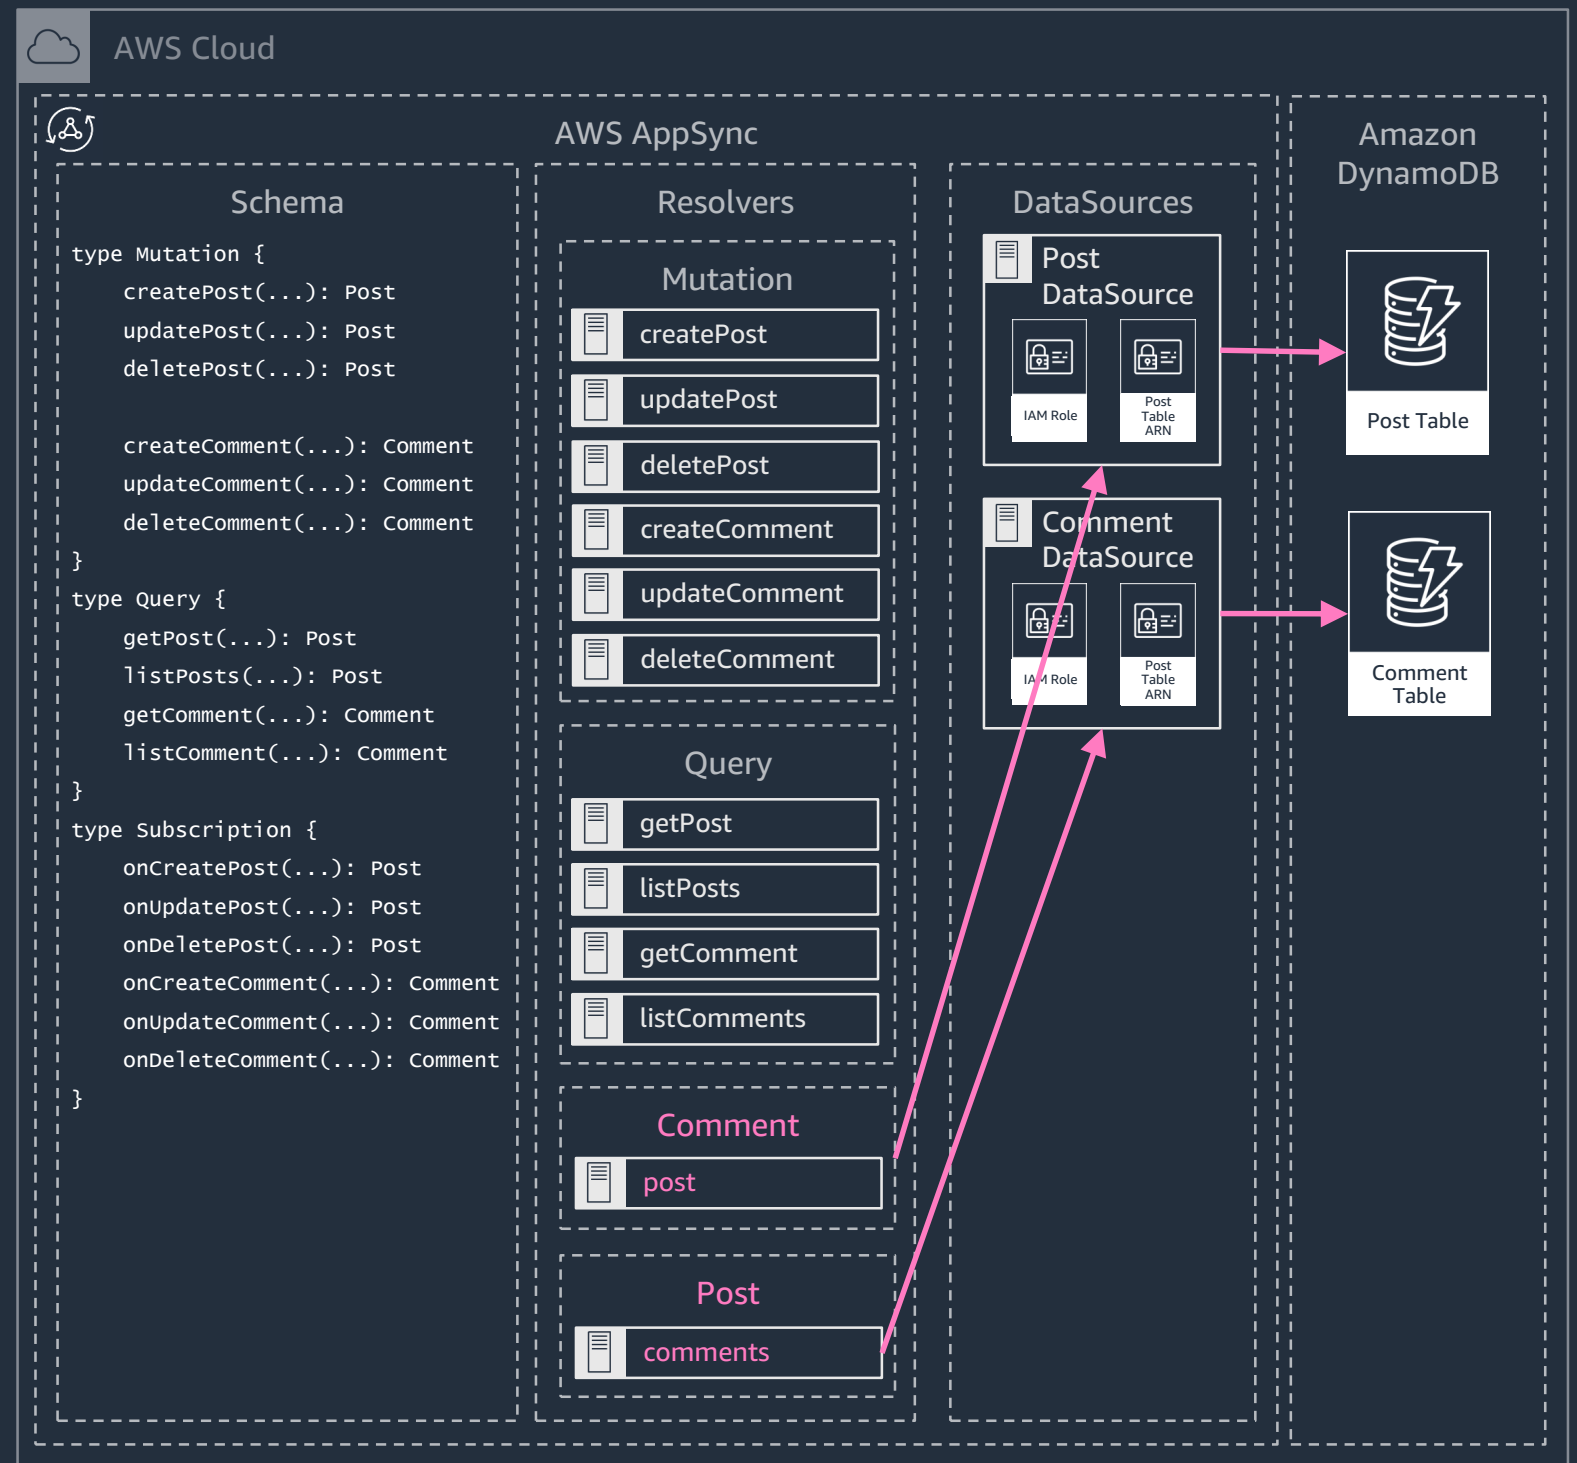 AWS Cloud
AWS AppSync
Schema
type Mutation {
createPost(...): Post
updatePost(...): Post
deletePost(...): Post
createComment(...): Comment
updateComment(...): Comment
deleteComment(...): Comment
}
type Query {
getPost(...): Post
listPosts(...): Post
getComment(...): Comment
listComment(...): Comment
}
type Subscription {
onCreatePost(...): Post
onUpdatePost(...): Post
onDeletePost(...): Post
onCreateComment(...): Comment
onUpdateComment(...): Comment
onDeleteComment(...): Comment
}
Resolvers
Mutation
createPost
updatePost
deletePost
createComment
updateComment
deleteComment
Query
getPost
listPosts
getComment
listComments
Comment
post
Post
comments
DataSources
Post
DataSource
IAM Role
Post
Table
ARN
Comment
DataSource
IAM Role
Post
Table
ARN
Amazon
DynamoDB
Post Table
Comment
Table